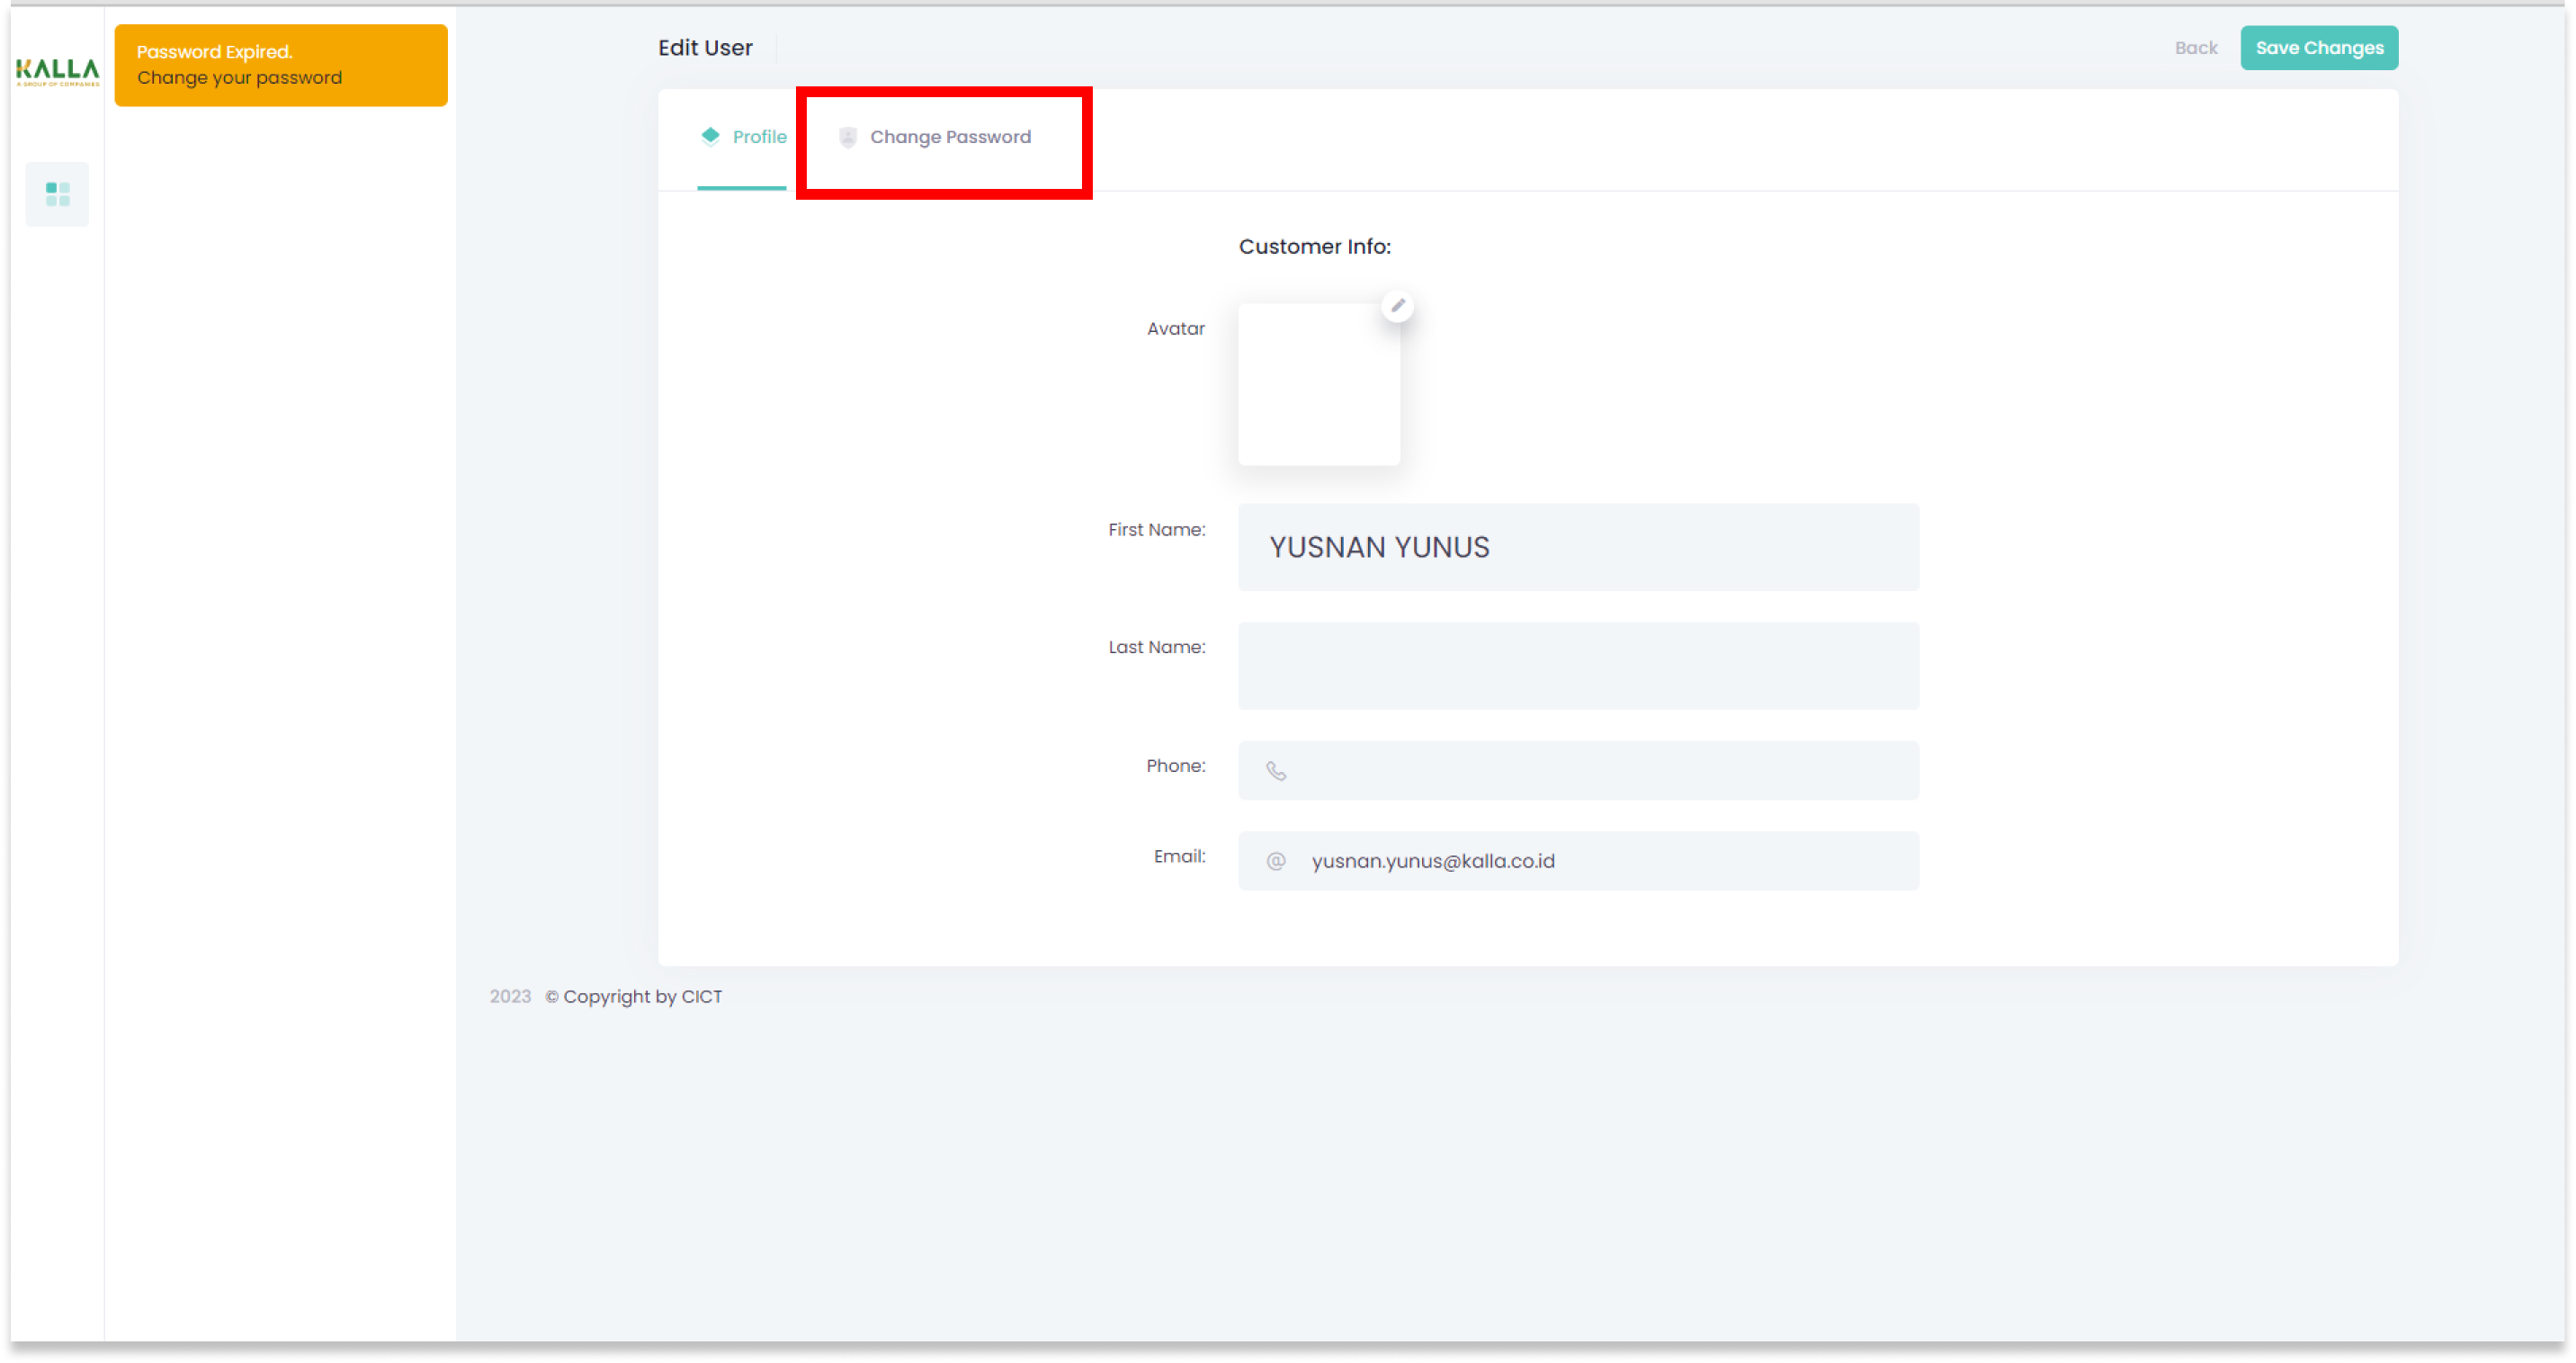 KALLA
A GROUP OF COMPANIES
Password Expired.
Change your password
Edit User
Back
Save Changes
Profile
Change Password
Customer Info:
Avatar
First Name:
YUSNAN YUNUS
Last Name:
Phone:
Email:
@ yusnan.yunus@kalla.co.id
2023 © Copyright by CICT